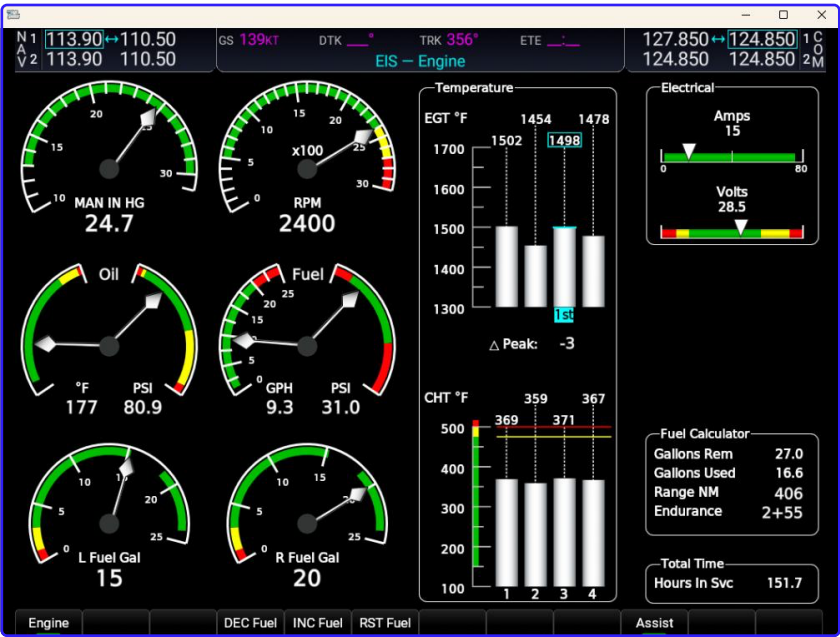 NAV 1 113.90↔110.50 GS 139KT DTK ___° TRK 356° ETE __:__ 127.850↔124.850 1 COM
2 113.90 110.50 EIS – Engine 124.850 124.850 2
20 25 15 30 10
MAN IN HG
24.7
15 20 10 25 5 30 0
x100
RPM
2400
Oil
°F PSI
177 80.9
Fuel
25 20 15 5 0
GPH PSI
9.3 31.0
10 15 5 20 0 25
L Fuel Gal
15
10 15 5 20 0 25
R Fuel Gal
20
Temperature
EGT °F 1454 1478
1502 1498
1700
1600
1500
1400
1300
1st
△ Peak: -3
CHT °F 359 367
369 371
500
400
300
200
100
1 2 3 4
Electrical
Amps
15
0 80
Volts
28.5
Fuel Calculator
Gallons Rem 27.0
Gallons Used 16.6
Range NM 406
Endurance 2+55
Total Time
Hours In Svc 151.7
Engine DEC Fuel INC Fuel RST Fuel Assist